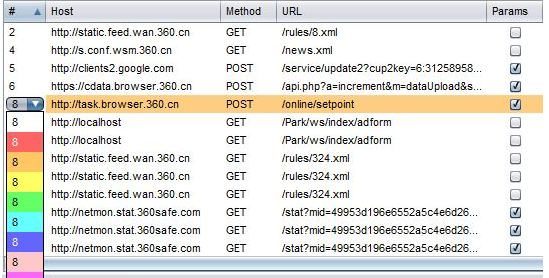 # Host Method URL Params
2 http://static.feed.wan.360.cn GET /rules/8.xml
4 http://s.conf.wsm.360.cn GET /news.xml
5 http://clients2.google.com POST /service/update2?cup2key=6:31258958...
6 https://cdata.browser.360.cn POST /api.php?a=increment&m=dataUpload&s...
8 http://task.browser.360.cn POST /online/setpoint
8 http://localhost GET /Park/ws/index/adform
8 http://localhost GET /Park/ws/index/adform
8 http://static.feed.wan.360.cn GET /rules/324.xml
8 http://static.feed.wan.360.cn GET /rules/324.xml
8 http://static.feed.wan.360.cn GET /rules/324.xml
8 http://netmon.stat.360safe.com GET /stat?mid=49953d196e6552a5c4e6d26...
8 http://netmon.stat.360safe.com GET /stat?mid=49953d196e6552a5c4e6d26...
8 http://netmon.stat.360safe.com GET /stat?mid=49953d196e6552a5c4e6d26...